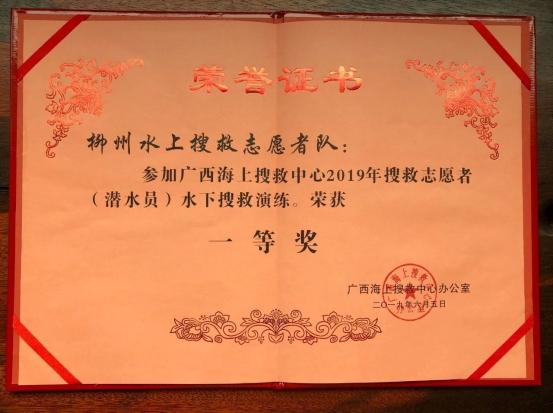 荣誉证书
柳州水上搜救志愿者队：
参加广西海上搜救中心2019年搜救志愿者
（潜水员）水下搜救演练。荣获
一等奖
广西海上搜救中心办公室
二〇一九年六月五日